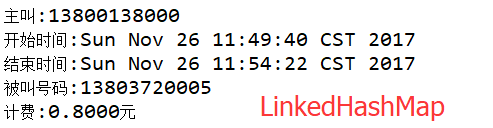 主叫:13800138000
开始时间:Sun Nov 26 11:49:40 CST 2017
结束时间:Sun Nov 26 11:54:22 CST 2017
被叫号码:13803720005
计费:0.8000元
LinkedHashMap